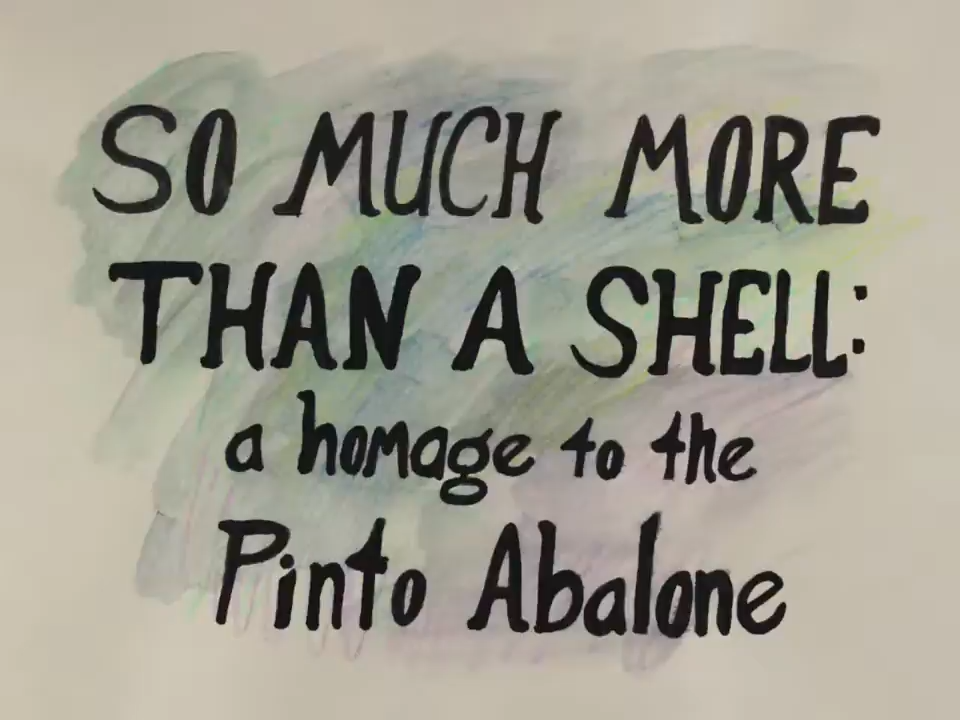 SO MUCH MORE
THAN A SHELL:
a homage to the
Pinto Abalone